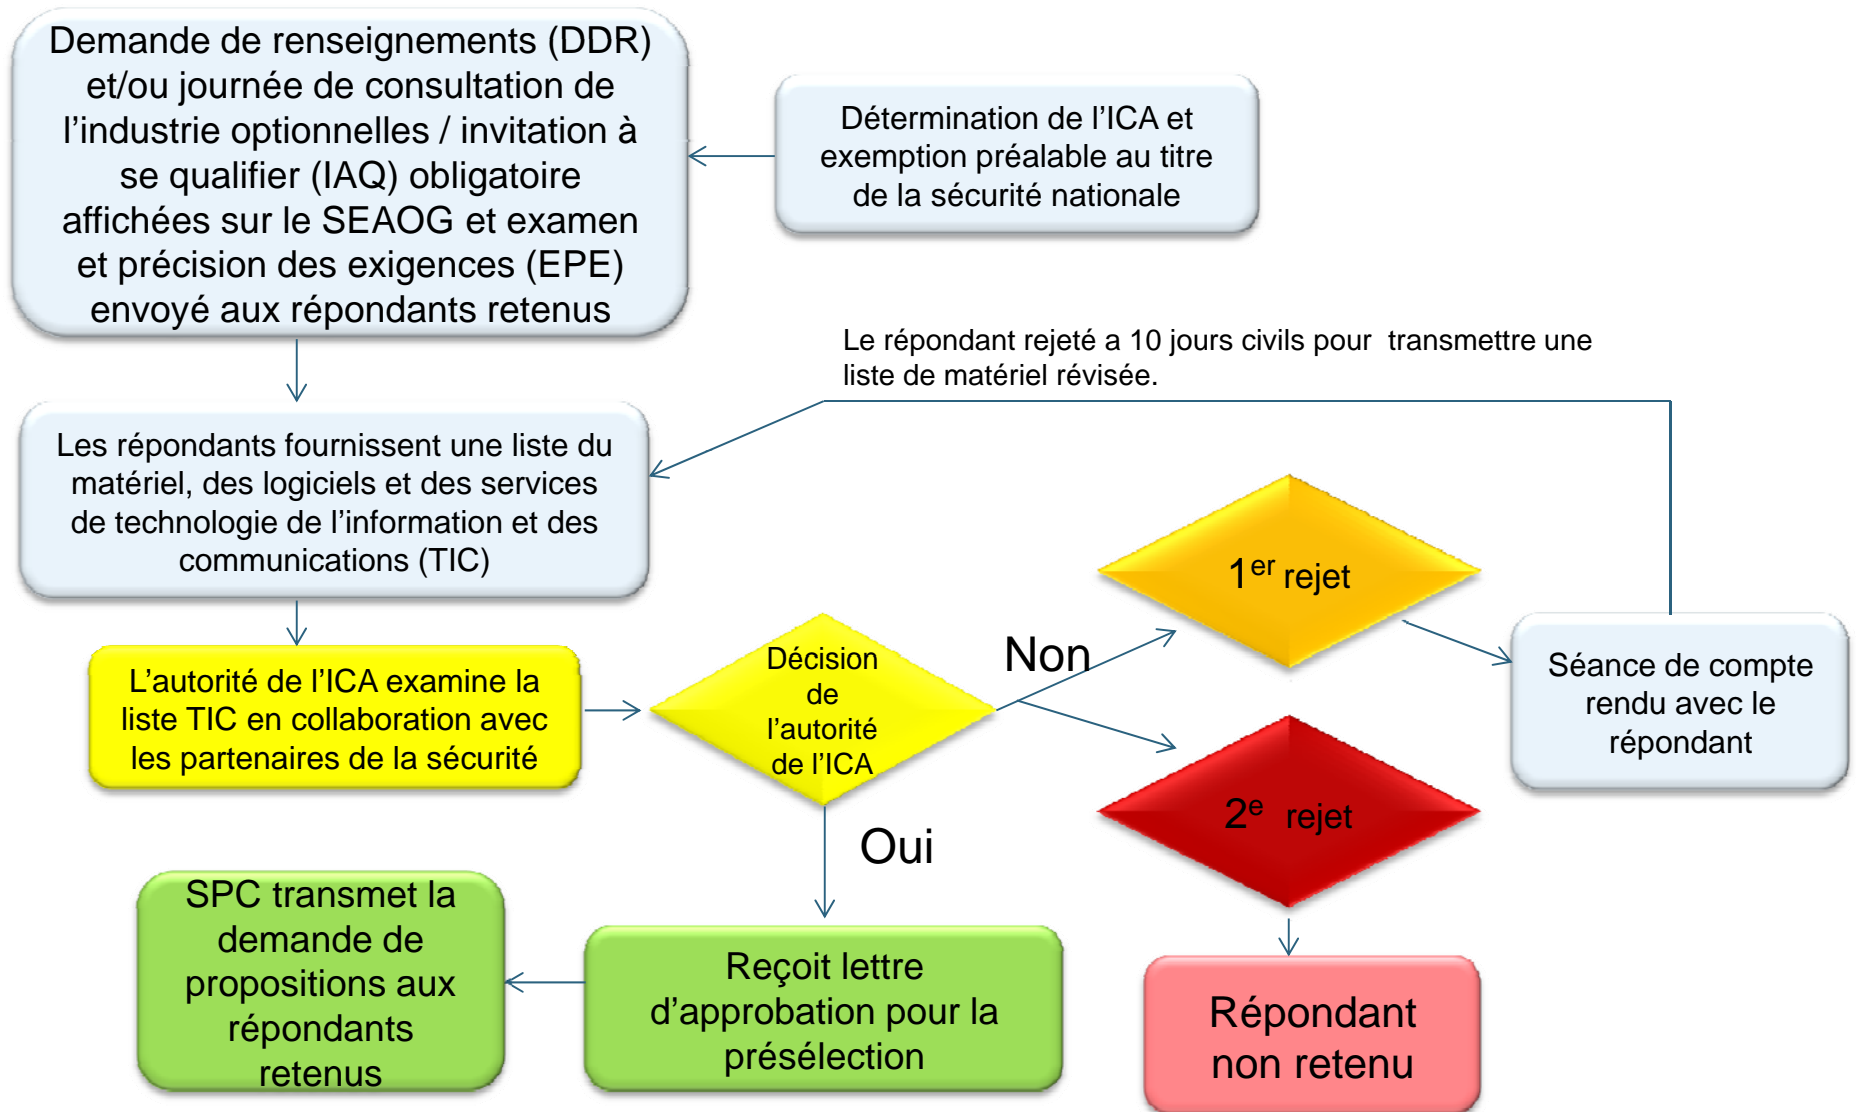 Demande de renseignements (DDR)
et/ou journée de consultation de
l’industrie optionnelles / invitation à
se qualifier (IAQ) obligatoire
affichées sur le SEAOG et examen
et précision des exigences (EPE)
envoyé aux répondants retenus
Détermination de l’ICA et
exemption préalable au titre
de la sécurité nationale
Le répondant rejeté a 10 jours civils pour  transmettre une
liste de matériel révisée.
Les répondants fournissent une liste du
matériel, des logiciels et des services
de technologie de l’information et des
communications (TIC)
L’autorité de l’ICA examine la
liste TIC en collaboration avec
les partenaires de la sécurité
Décision
de
l’autorité
de l’ICA
Non
1er rejet
Séance de compte
rendu avec le
répondant
2e  rejet
Oui
SPC transmet la
demande de
propositions aux
répondants
retenus
Reçoit lettre
d’approbation pour la
présélection
Répondant
non retenu